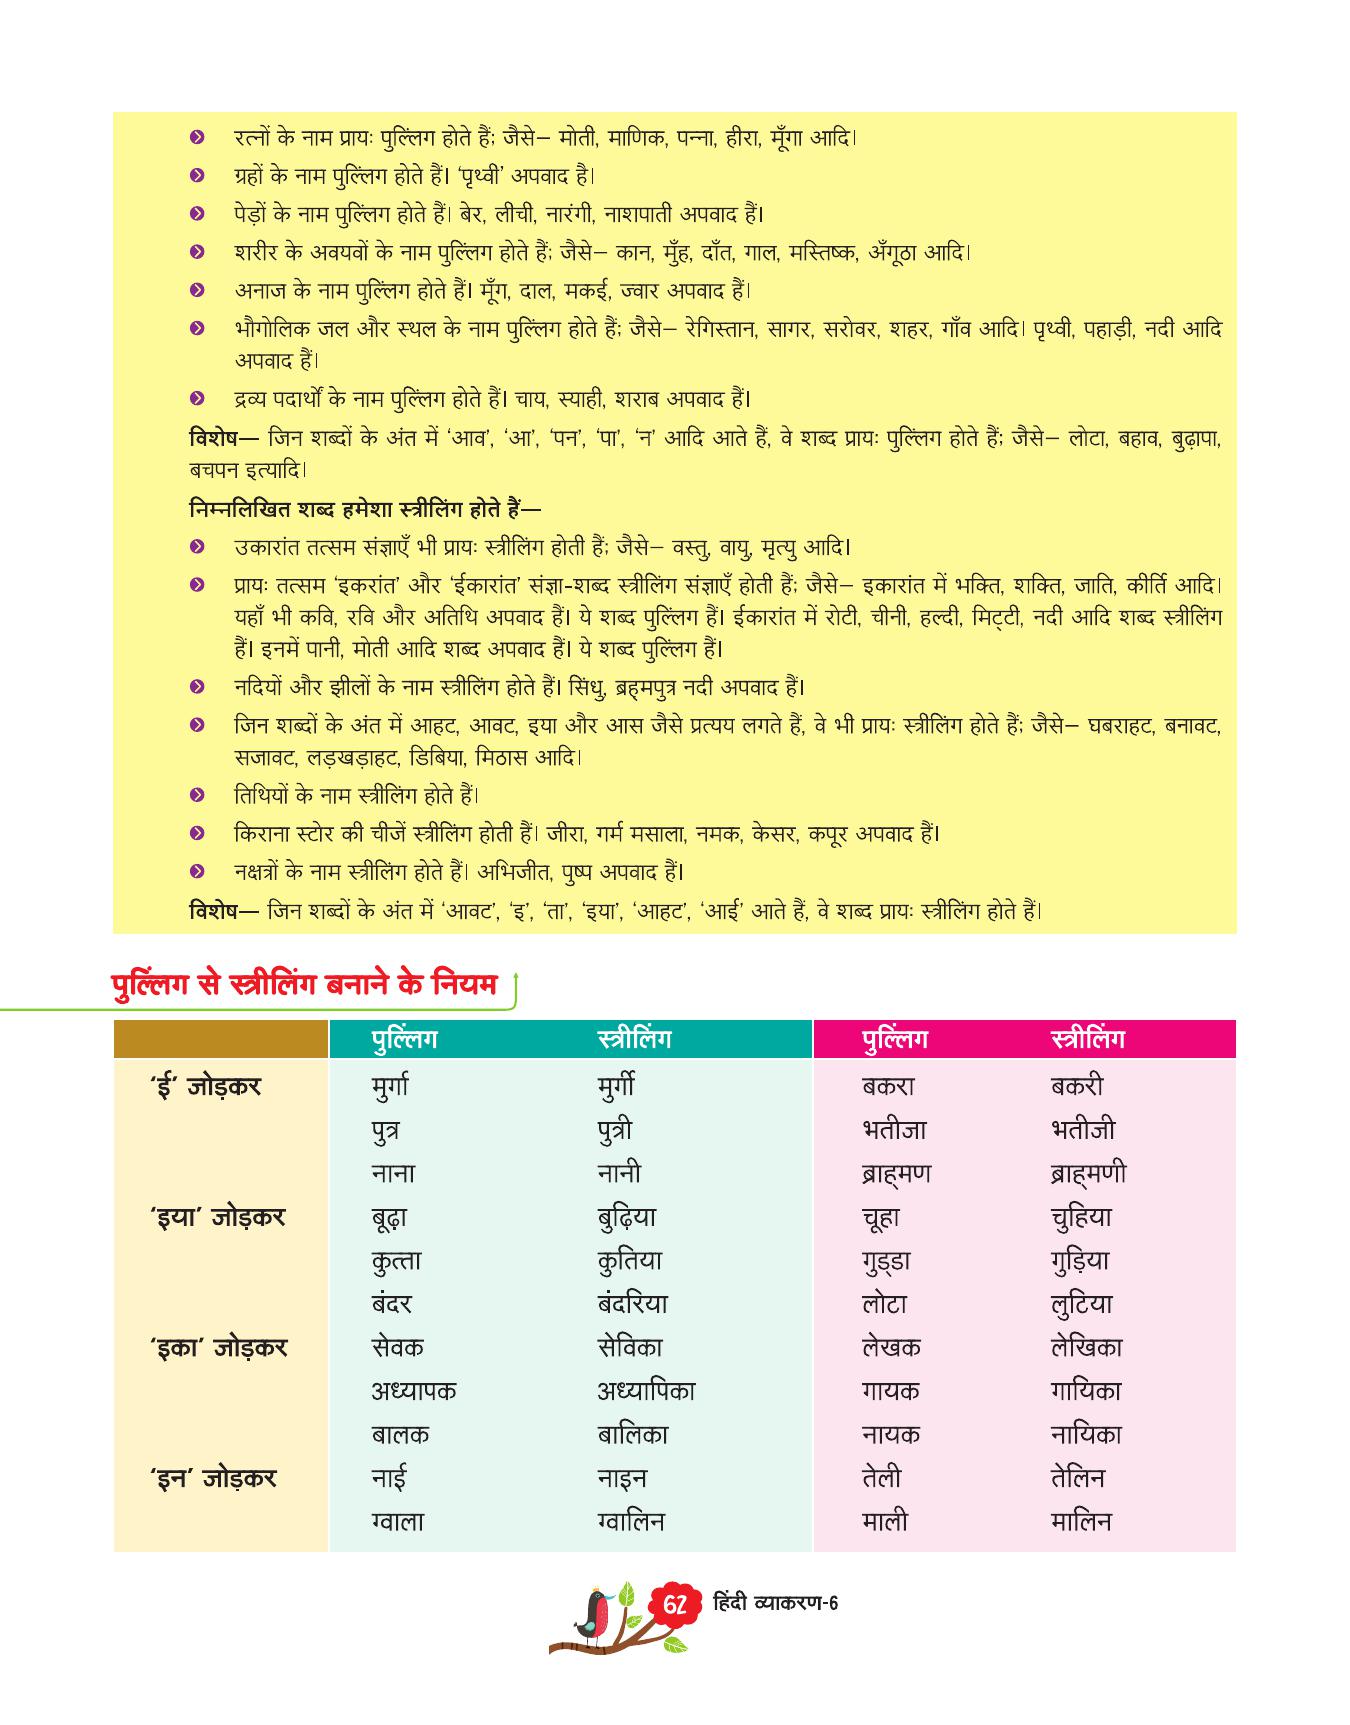 रत्नों के नाम प्रायः पुल्लिंग होते हैं; जैसे– मोती, माणिक, पन्ना, हीरा, मूँगा आदि।
ग्रहों के नाम पुल्लिंग होते हैं। ‘पृथ्वी’ अपवाद है।
पेड़ों के नाम पुल्लिंग होते हैं। बेर, लीची, नारंगी, नाशपाती अपवाद हैं।
शरीर के अवयवों के नाम पुल्लिंग होते हैं; जैसे– कान, मुँह, दाँत, गाल, मस्तिष्क, अँगूठा आदि।
अनाज के नाम पुल्लिंग होते हैं। मूँग, दाल, मकई, ज्वार अपवाद हैं।
भौगोलिक जल और स्थल के नाम पुल्लिंग होते हैं; जैसे– रेगिस्तान, सागर, सरोवर, शहर, गाँव आदि। पृथ्वी, पहाड़ी, नदी आदि
अपवाद हैं।
द्रव्य पदार्थों के नाम पुल्लिंग होते हैं। चाय, स्याही, शराब अपवाद हैं।
विशेष— जिन शब्दों के अंत में ‘आव’, ‘आ’, ‘पन’, ‘पा’, ‘न’ आदि आते हैं, वे शब्द प्रायः पुल्लिंग होते हैं; जैसे– लोटा, बहाव, बुढ़ापा,
बचपन इत्यादि।
निम्नलिखित शब्द हमेशा स्त्रीलिंग होते हैं—
उकारांत तत्सम संज्ञाएँ भी प्रायः स्त्रीलिंग होती हैं; जैसे– वस्तु, वायु, मृत्यु आदि।
प्रायः तत्सम ‘इकरांत’ और ‘ईकारांत’ संज्ञा-शब्द स्त्रीलिंग संज्ञाएँ होती हैं; जैसे– इकारांत में भक्ति, शाक्ति, जाति, कीर्ति आदि।
यहाँ भी कवि, रवि और अतिथि अपवाद हैं। ये शब्द पुल्लिंग हैं। ईकारांत में रोटी, चीनी, हल्दी, मिट्टी, नदी आदि शब्द स्त्रीलिंग
हैं। इनमें पानी, मोती आदि शब्द अपवाद हैं। ये शब्द पुल्लिंग हैं।
नदियों और झीलों के नाम स्त्रीलिंग होते हैं। सिंधु, ब्रह्मपुत्र नदी अपवाद हैं।
जिन शब्दों के अंत में आहट, आवट, इया और आस जैसे प्रत्यय लगते हैं, वे भी प्रायः स्त्रीलिंग होते हैं; जैसे– घबराहट, बनावट,
सजावट, लड़खड़ाहट, डिबिया, मिठास आदि।
तिथियों के नाम स्त्रीलिंग होते हैं।
किराना स्टोर की चीजें स्त्रीलिंग होती हैं। जीरा, गर्म मसाला, नमक, केसर, कपूर अपवाद हैं।
नक्षत्रों के नाम स्त्रीलिंग होते हैं। अभिजीत, पुष्प अपवाद हैं।
विशेष— जिन शब्दों के अंत में ‘आवट’, ‘इ’, ‘ता’, ‘इया’, ‘आहट’, ‘आई’ आते हैं, वे शब्द प्रायः स्त्रीलिंग होते हैं।
पुल्लिंग से स्त्रीलिंग बनाने के नियम
पुल्लिंग स्त्रीलिंग पुल्लिंग स्त्रीलिंग
‘ई’ जोड़कर मुर्गा मुर्गी बकरा बकरी
पुत्र पुत्री भतीजा भतीजी
नाना नानी ब्राह्मण ब्राह्मणी
‘इया’ जोड़कर बूढ़ा बुढ़िया चूहा चुहिया
कुत्ता कुतिया गुड्डा गुड़िया
बंदर बंदरिया लोटा लुटिया
‘इका’ जोड़कर सेवक सेविका लेखक लेखिका
अध्यापक अध्यापिका गायक गायिका
बालक बालिका नायक नायिका
‘इन’ जोड़कर नाई नाइन तेली तेलिन
ग्वाला ग्वालिन माली मालिन
62 हिंदी व्याकरण-6